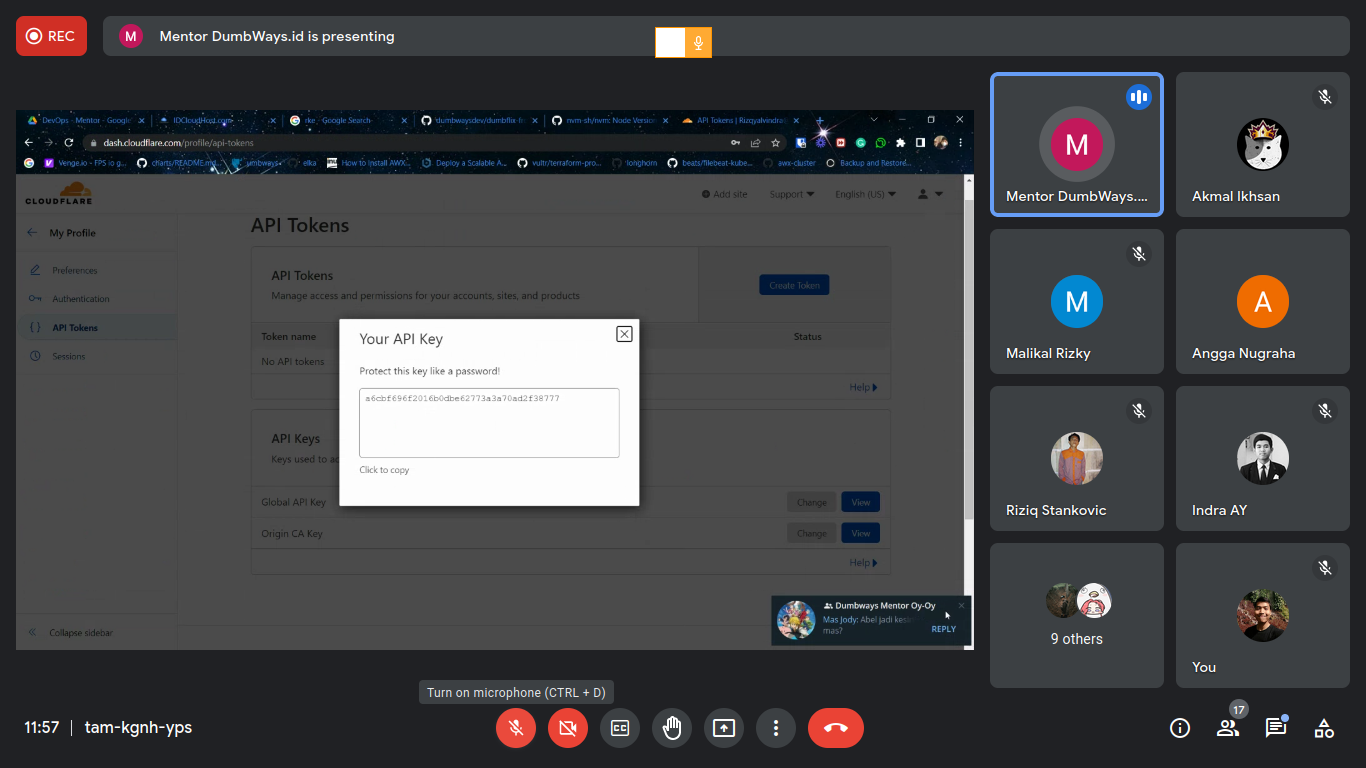 REC
M
Mentor DumbWays.id is presenting
DevOps - Mentor - Google
IDCloudHost.com
rke - Google Search
dumbwaysdev/dumbflix-fr
nvm-sh/nvm: Node Version
API Tokens | Rizqyalvindra
dash.cloudflare.com/profile/api-tokens
Venge.io - FPS io g...
charts/README.md...
umbways
elka
How to Install AWX...
Deploy a Scalable A...
vultr/terraform-pro...
longhorn
beats/filebeat-kube...
awx-cluster
Backup and Restore...
CLOUDFLARE
Add site
Support
English (US)
My Profile
Preferences
Authentication
API Tokens
Sessions
Collapse sidebar
API Tokens
API Tokens
Manage access and permissions for your accounts, sites, and products
Create Token
Token name
Status
No API tokens
Help
API Keys
Keys used to ac
Global API Key
Change
View
Origin CA Key
Change
View
Help
Your API Key
Protect this key like a password!
a6cbf696f2016b0dbe62773a3a70ad2f38777
Click to copy
Dumbways Mentor Oy-Oy
Mas Jody: Abel jadi kesin
mas?
REPLY
M
Mentor DumbWays....
Akmal Ikhsan
M
Malikal Rizky
A
Angga Nugraha
Riziq Stankovic
Indra AY
9 others
You
Turn on microphone (CTRL + D)
11:57
tam-kgnh-yps
17